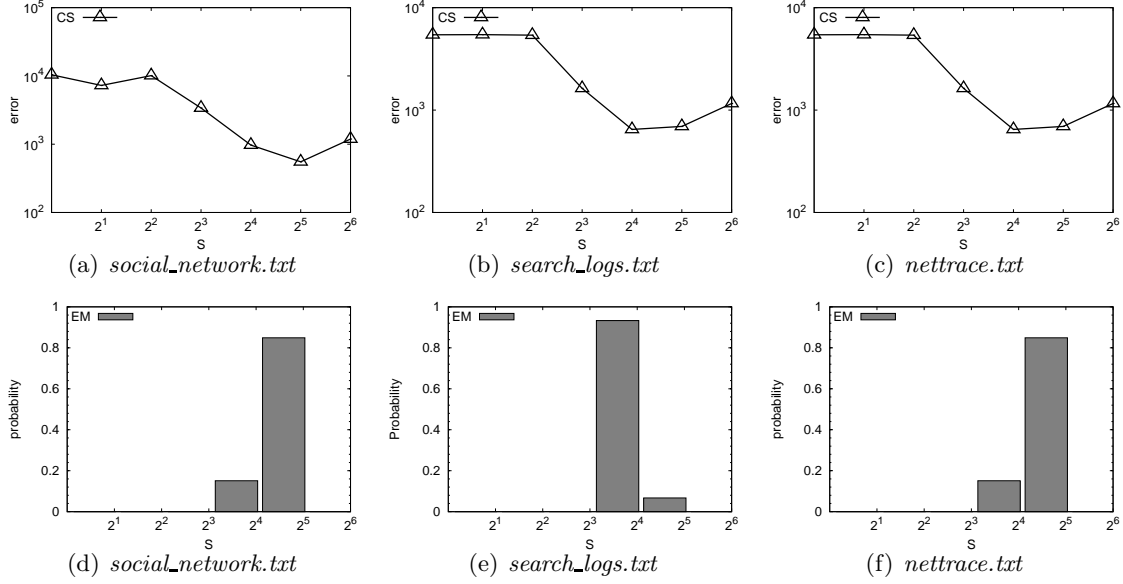 10^5
10^4
10^3
10^2
error
CS
2^1 2^2 2^3 2^4 2^5 2^6
S
(a) social_network.txt
10^4
10^3
10^2
error
CS
2^1 2^2 2^3 2^4 2^5 2^6
S
(b) search_logs.txt
10^4
10^3
10^2
error
CS
2^1 2^2 2^3 2^4 2^5 2^6
S
(c) nettrace.txt
1
0.8
0.6
0.4
0.2
0
probability
EM
2^1 2^2 2^3 2^4 2^5 2^6
S
(d) social_network.txt
1
0.8
0.6
0.4
0.2
0
Probability
EM
2^1 2^2 2^3 2^4 2^5 2^6
S
(e) search_logs.txt
1
0.8
0.6
0.4
0.2
0
probability
EM
2^1 2^2 2^3 2^4 2^5 2^6
S
(f) nettrace.txt